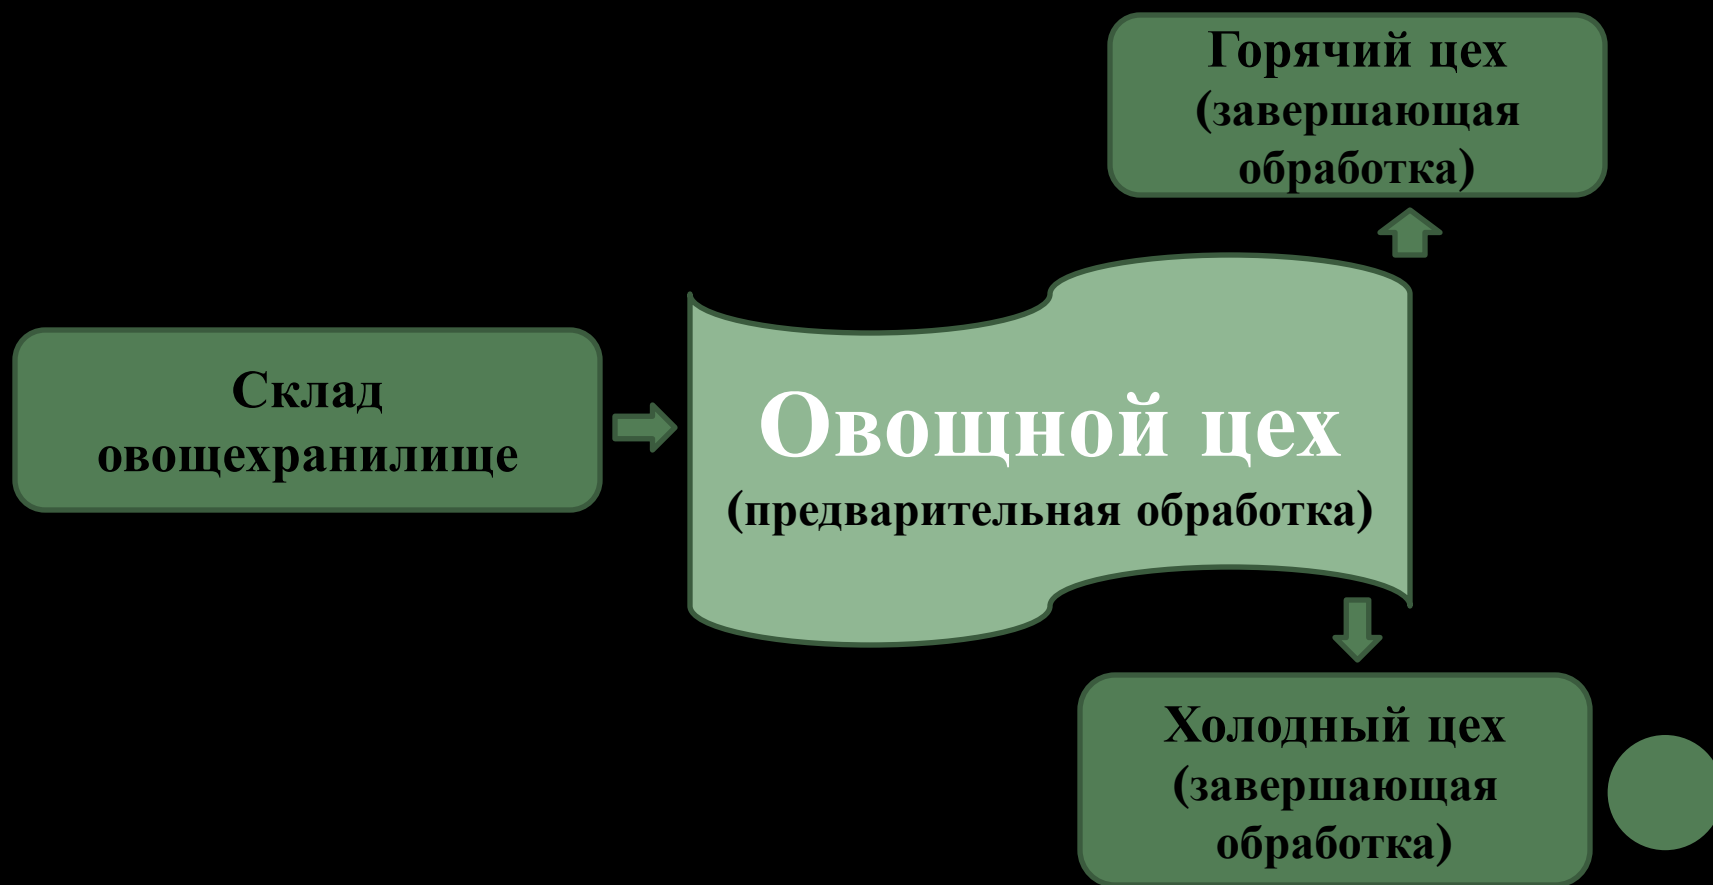 Горячий цех
(завершающая
обработка)
Склад
овощехранилище
Овощной цех
(предварительная обработка)
Холодный цех
(завершающая
обработка)